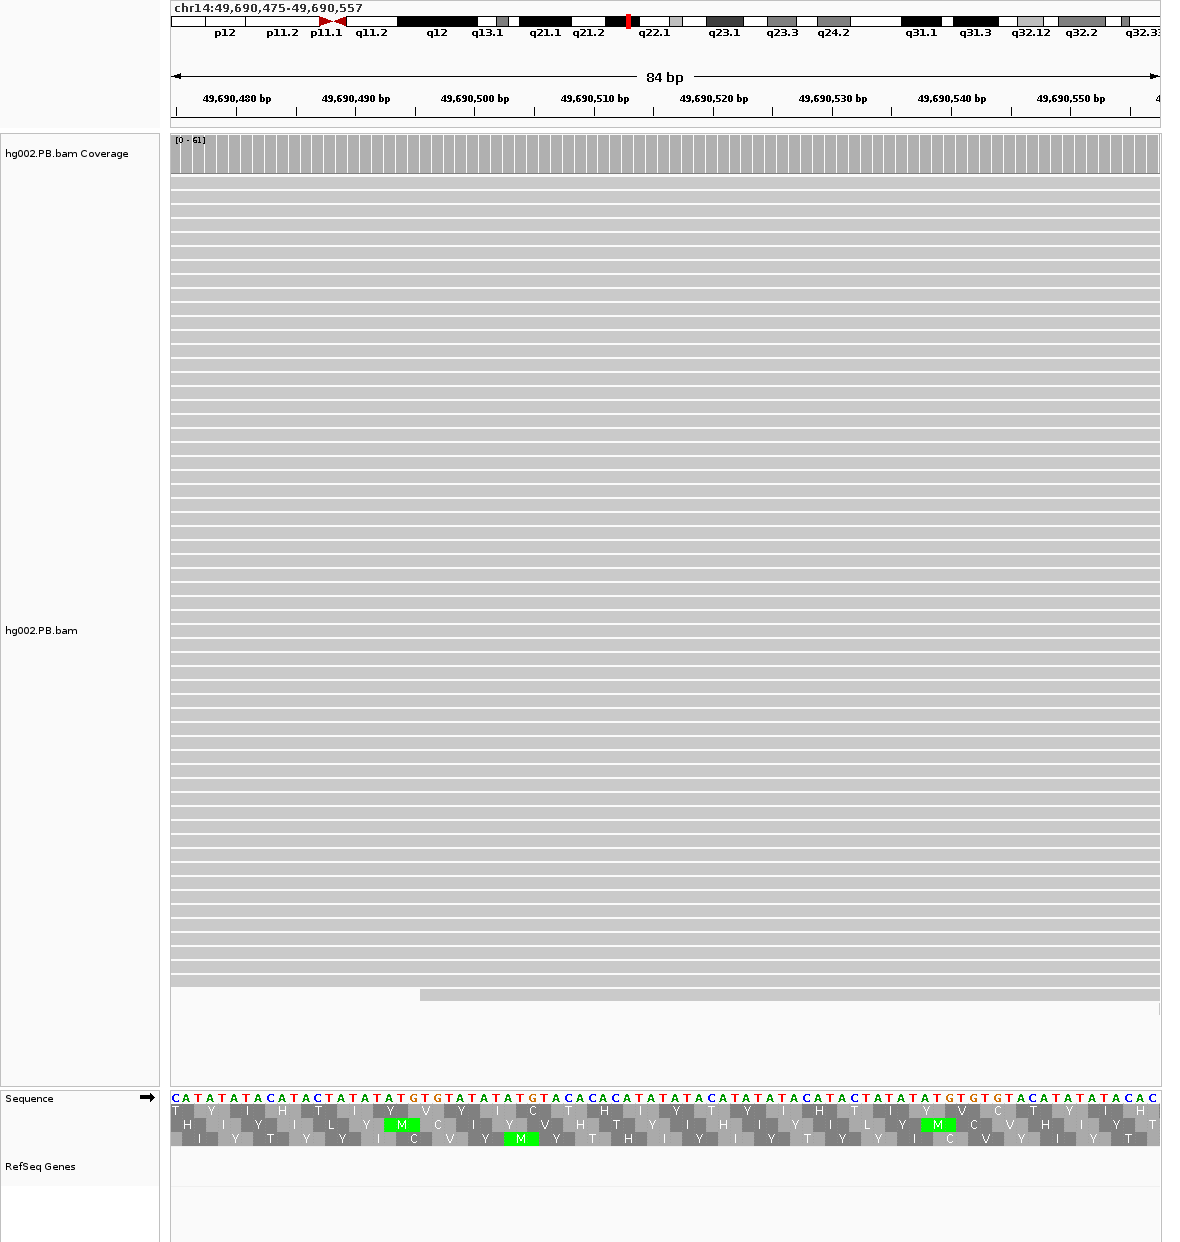 chr14:49,690,475-49,690,557
p12 p11.2 p11.1 q11.2 q12 q13.1 q21.1 q21.2 q22.1 q23.1 q23.3 q24.2 q31.1 q31.3 q32.12 q32.2 q32.33
84 bp
49,690,480 bp 49,690,490 bp 49,690,500 bp 49,690,510 bp 49,690,520 bp 49,690,530 bp 49,690,540 bp 49,690,550 bp 4
hg002.PB.bam Coverage
[0 - 61]
hg002.PB.bam
Sequence
C A T A T A T A C A T A C T A T A T A T G T G T A T A T A T G T A C A C A C A T A T A T A C A T A T A T A C A T A C T A T A T A T G T G T G T A C A T A T A T A C A C
T Y I H T I Y V Y I C T H I Y T Y I H T I Y V C T Y I H
H I Y I L Y M C I Y V H T Y I H I Y I L Y M C V H I Y T
I Y T Y Y I C V Y M Y T H I Y I Y T Y Y I C V Y I Y T
RefSeq Genes